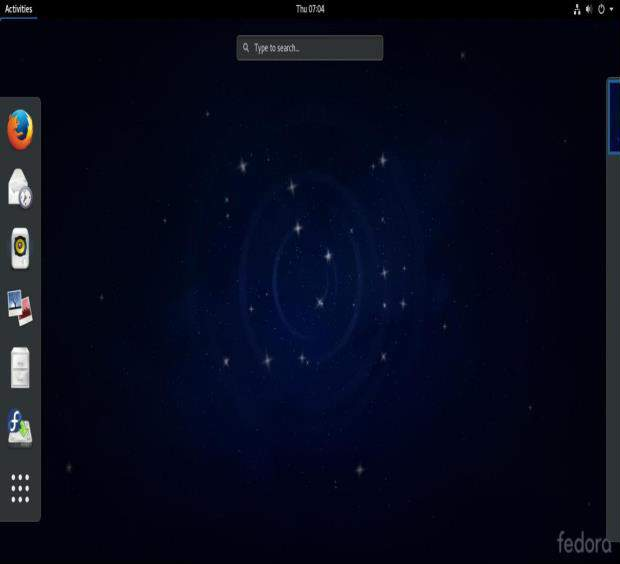 Activities
Thu 07:04
Type to search...
fedora